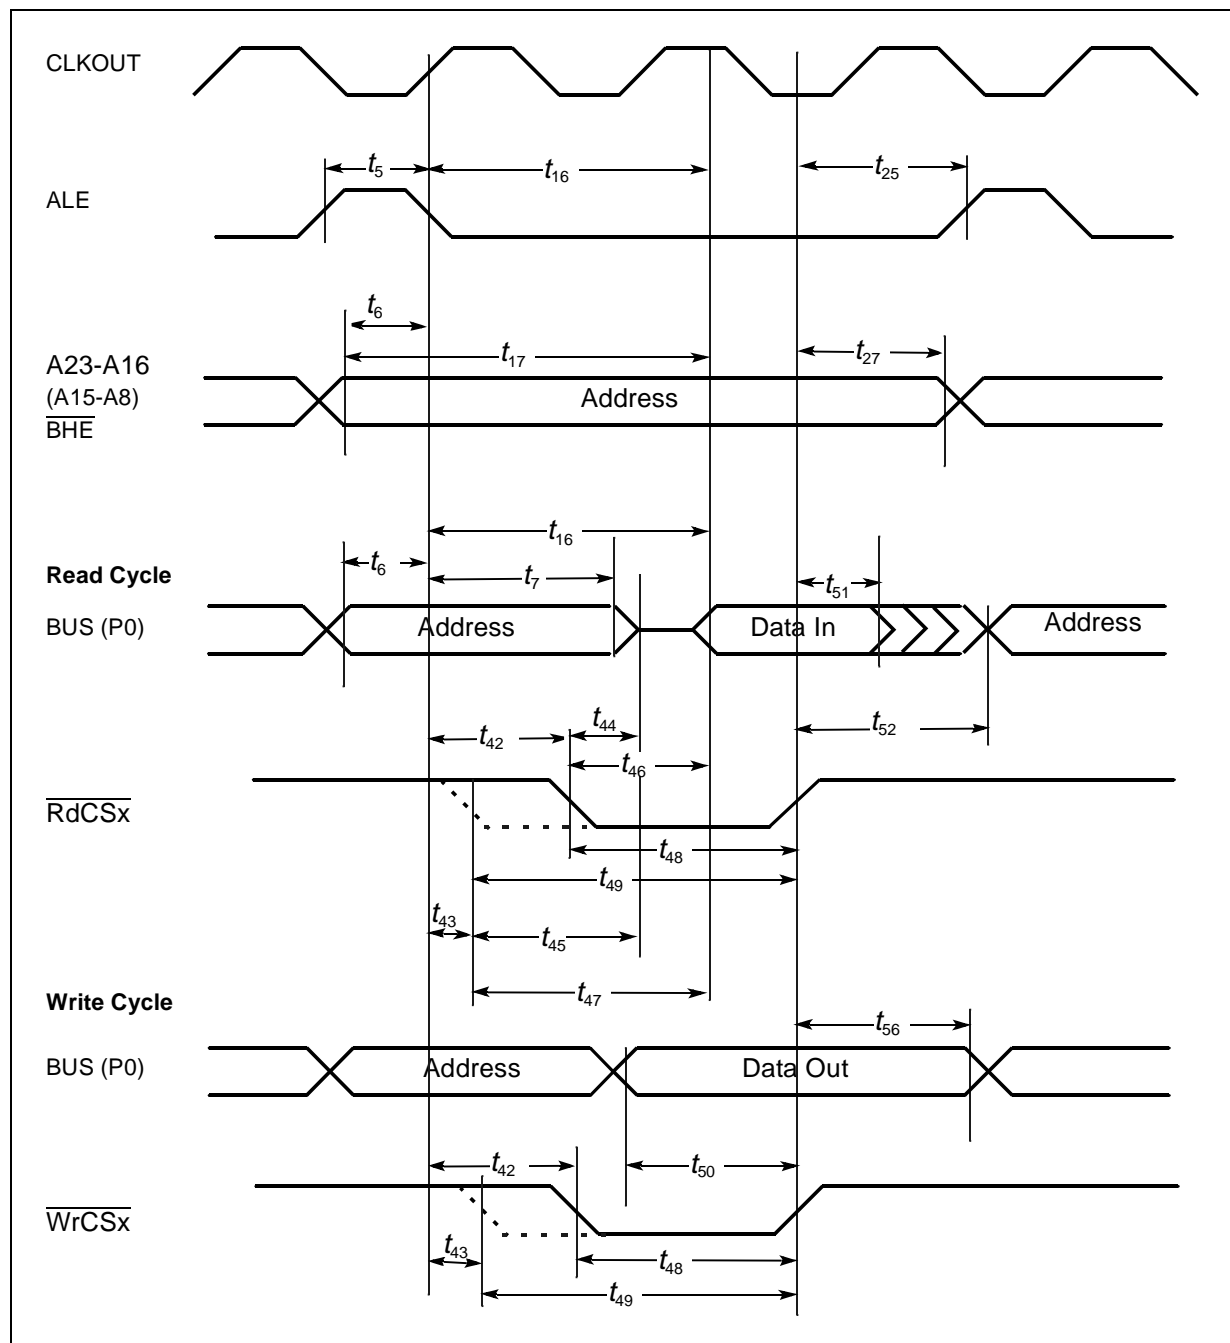 CLKOUT
t5 t16 t25
ALE
t6
t17 t27
A23-A16
(A15-A8)
Address
BHE
t16
t6 t7 t51
Read Cycle
BUS (P0) Address Data In Address
t44
t42 t52
t46
RdCSx
t48
t49
t43
t45
t47
Write Cycle
t56
BUS (P0) Address Data Out
t42 t50
WrCSx
t43
t48
t49